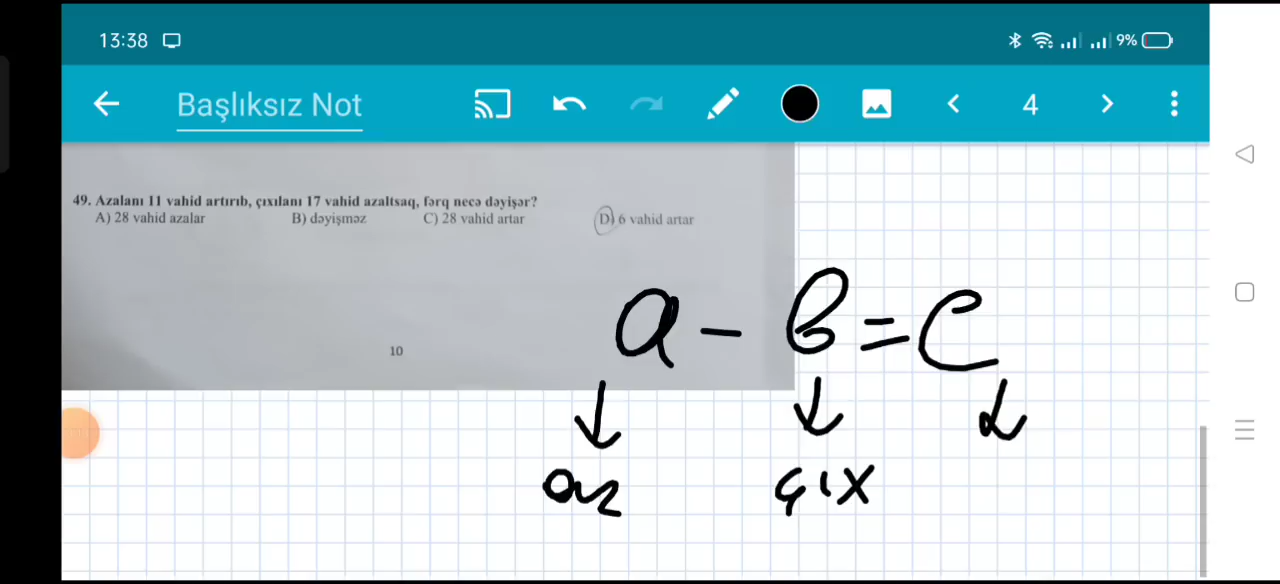 13:38 9%
Başlıksız Not 4
49. Azalanı 11 vahid artırıb, çıxılanı 17 vahid azaltsaq, fərq necə dəyişər?
A) 28 vahid azalar B) dəyişməz C) 28 vahid artar D) 6 vahid artar
a - b = c
10
az çıx